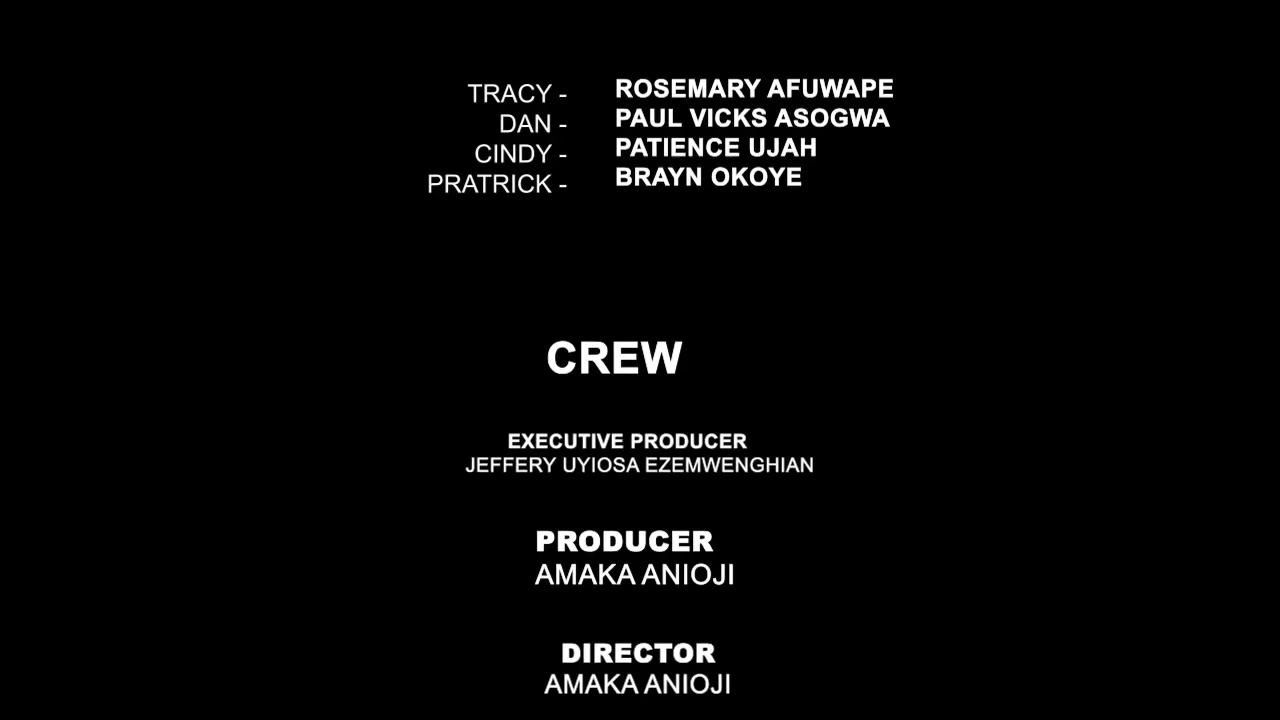 TRACY - ROSEMARY AFUWAPE
DAN - PAUL VICKS ASOGWA
CINDY - PATIENCE UJAH
PRATRICK - BRAYN OKOYE
CREW
EXECUTIVE PRODUCER
JEFFERY UYIOSA EZEMWENGHIAN
PRODUCER
AMAKA ANIOJI
DIRECTOR
AMAKA ANIOJI